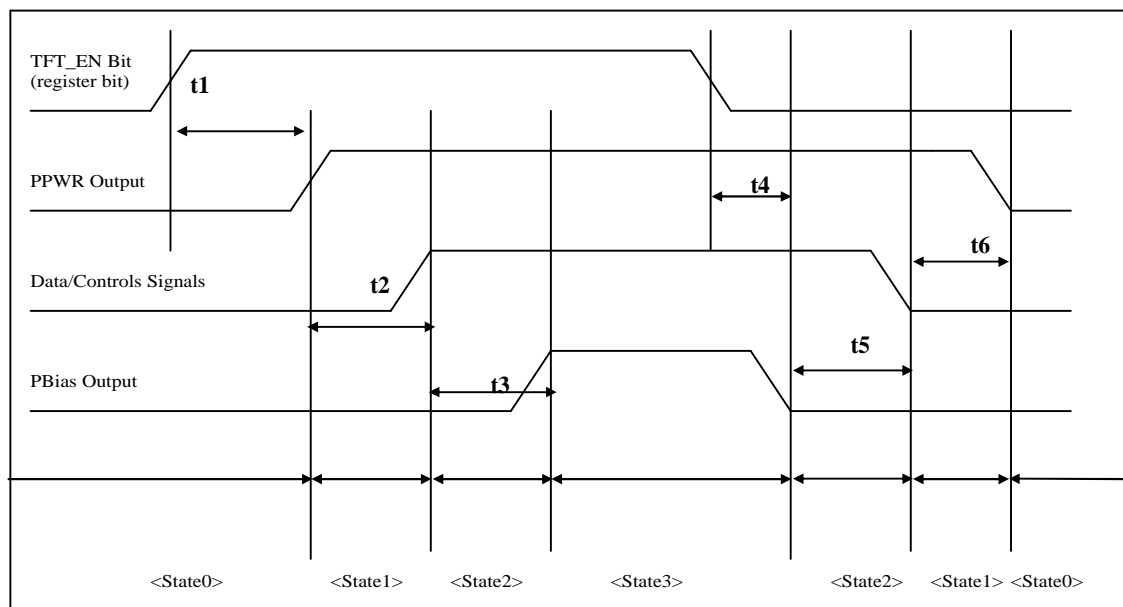 TFT_EN Bit
(register bit)
t1
PPWR Output
t4
t6
Data/Controls Signals
t2
t5
PBias Output
t3
<State0>
<State1>
<State2>
<State3>
<State2>
<State1>
<State0>